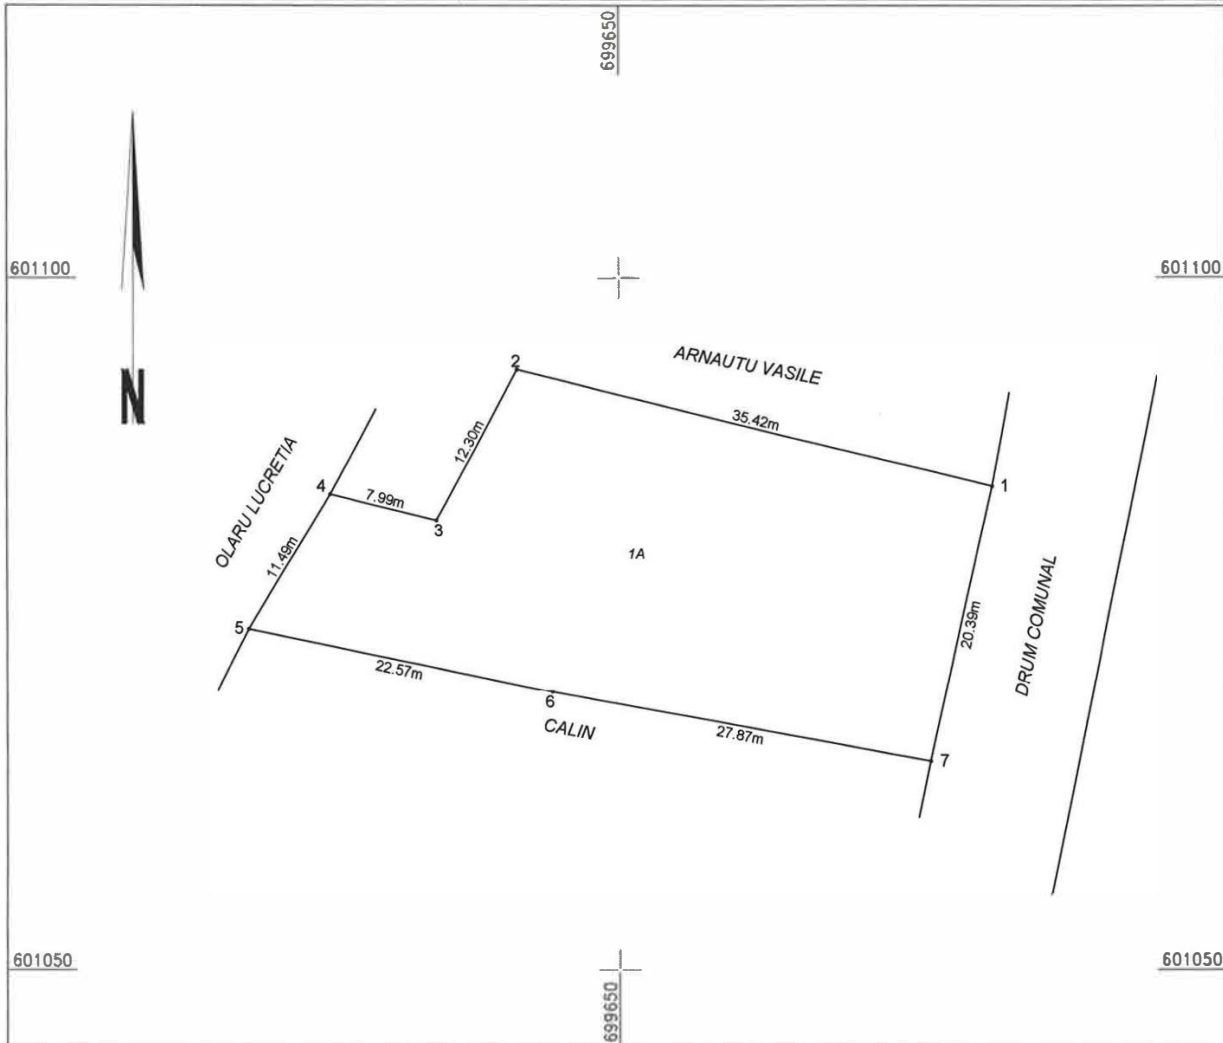 699650
601100
601100
N
2
ARNAUTU VASILE
35.42m
12.30m
OLARU LUCRETIA
4
7.99m
1
3
11.49m
1A
20.39m
DRUM COMUNAL
5
22.57m
6
CALIN
27.87m
7
601050
601050
699650